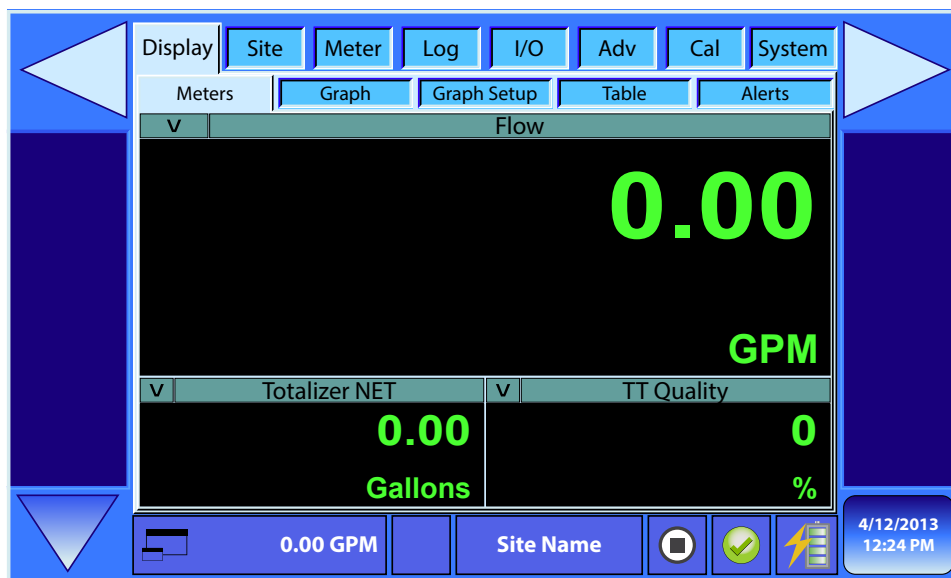 Display Site Meter Log I/O Adv Cal System
Meters Graph Graph Setup Table Alerts
V Flow
0.00
GPM
V Totalizer NET V TT Quality
0.00 0
Gallons %
0.00 GPM Site Name 4/12/2013
12:24 PM